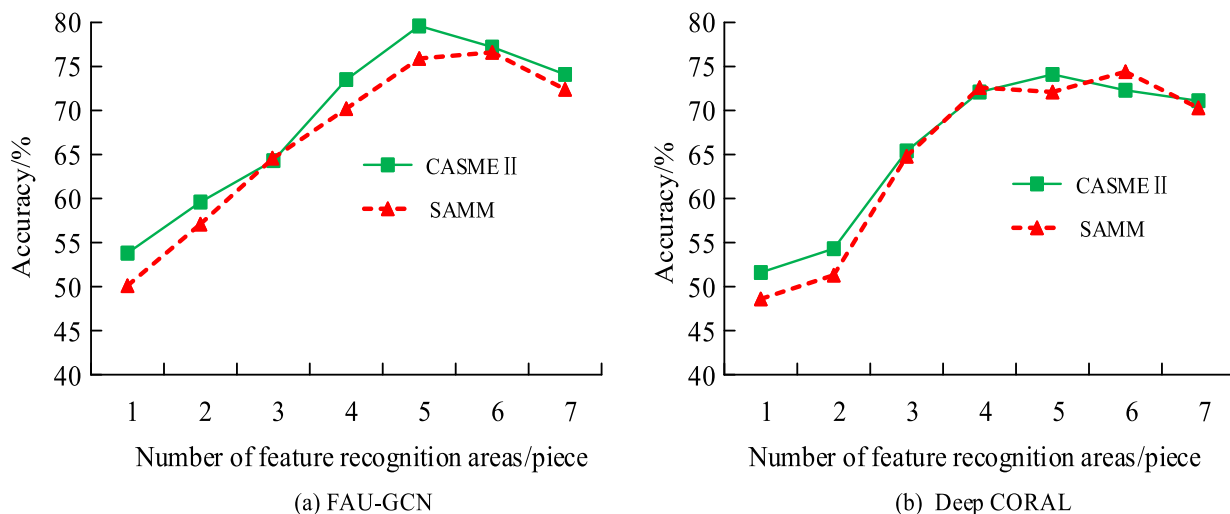 80
75
70
65
60
55
50
45
40
Accuracy/%
CASME Ⅱ
SAMM
1 2 3 4 5 6 7
Number of feature recognition areas/piece
(a) FAU-GCN
80
75
70
65
60
55
50
45
40
Accuracy/%
CASME Ⅱ
SAMM
1 2 3 4 5 6 7
Number of feature recognition areas/piece
(b) Deep CORAL